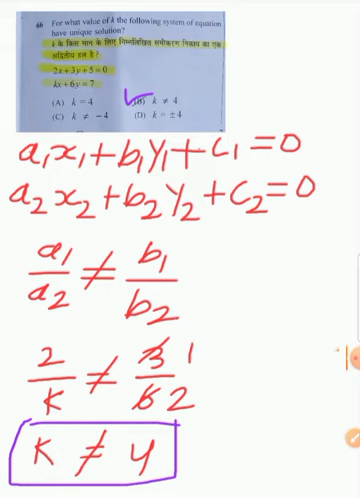 66 For what value of k the following system of equation
have unique solution?
k के किस मान के लिए निम्नलिखित समीकरण निकाय का एक
अद्वितीय हल है?
2x + 3y + 5 = 0
kx + 6y = 7
(A) k = 4 (B) k ≠ 4
(C) k ≠ -4 (D) k = ±4
a₁x₁ + b₁y₁ + c₁ = 0
a₂x₂ + b₂y₂ + c₂ = 0
a₁/a₂ ≠ b₁/b₂
2/K ≠ 3 1/6 2
K ≠ 4